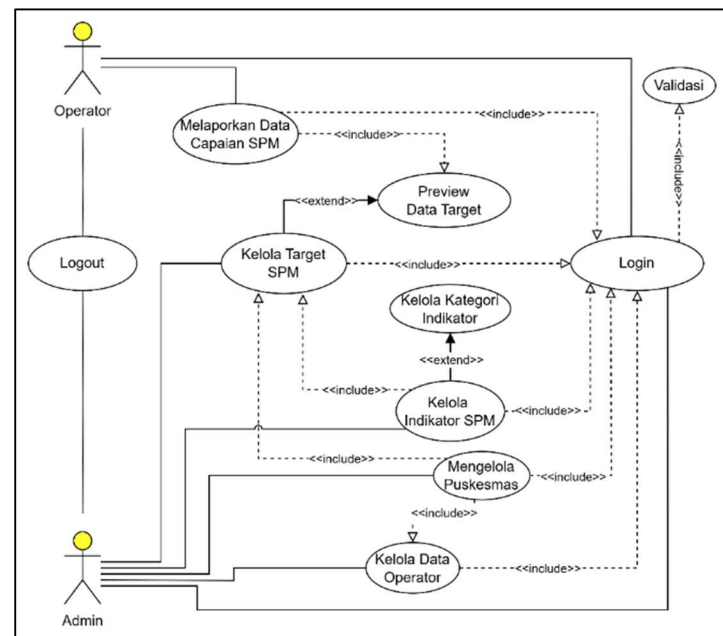 Operator
Validasi
Melaporkan Data
Capaian SPM
<<include>>
<<include>>
<<include>>
Preview
Data Target
<<extend>>
Logout
Kelola Target
SPM
<<include>>
Login
Kelola Kategori
Indikator
<<extend>>
<<include>>
Kelola
Indikator SPM
<<include>>
<<include>>
Mengelola
Puskesmas
<<include>>
<<include>>
Kelola Data
Operator
<<include>>
Admin